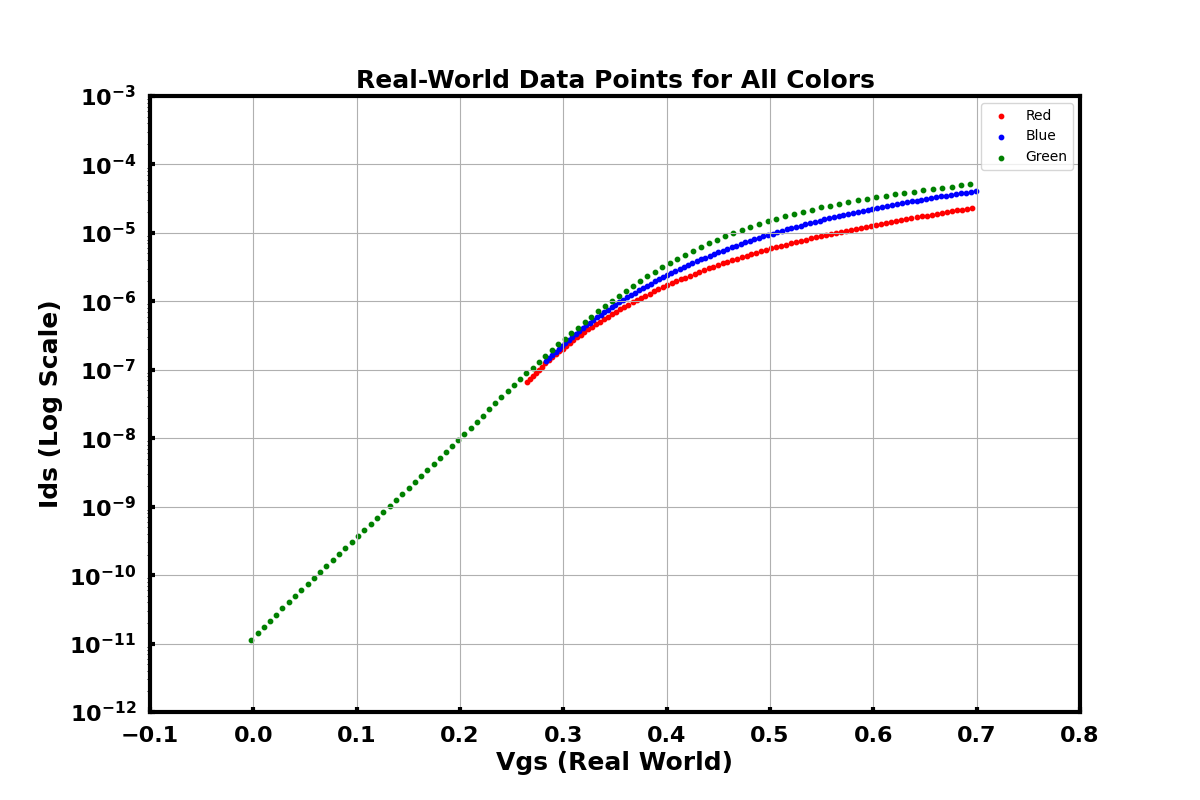 Real-World Data Points for All Colors
Red
Blue
Green
Ids (Log Scale)
10⁻³
10⁻⁴
10⁻⁵
10⁻⁶
10⁻⁷
10⁻⁸
10⁻⁹
10⁻¹⁰
10⁻¹¹
10⁻¹²
−0.1 0.0 0.1 0.2 0.3 0.4 0.5 0.6 0.7 0.8
Vgs (Real World)